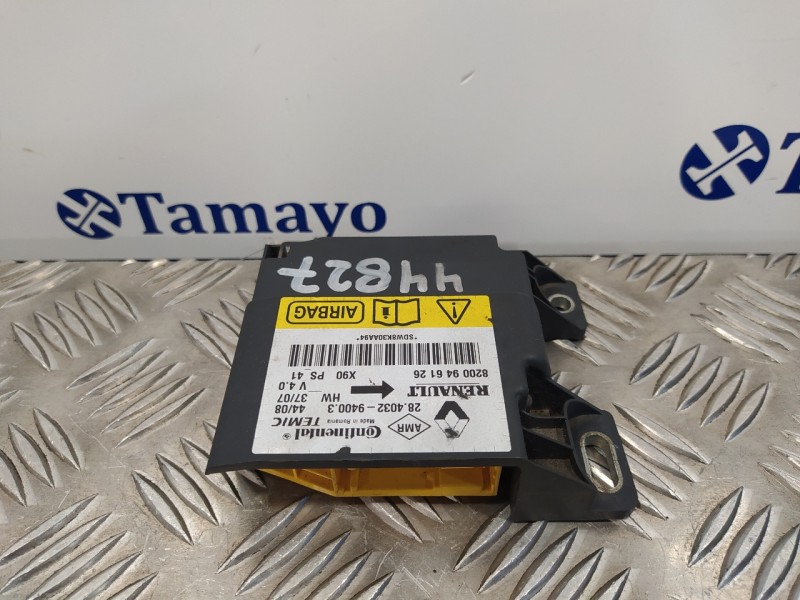 Tamayo
T
44827
AIRBAG
*SDW8K30AA94*
8200 94 61 26
X90 PS 41
RENAULT
V 4.0
HW 37/07
28.4032-9400.3
44/08
TEMIC
AMR
Continental
Made in Romania